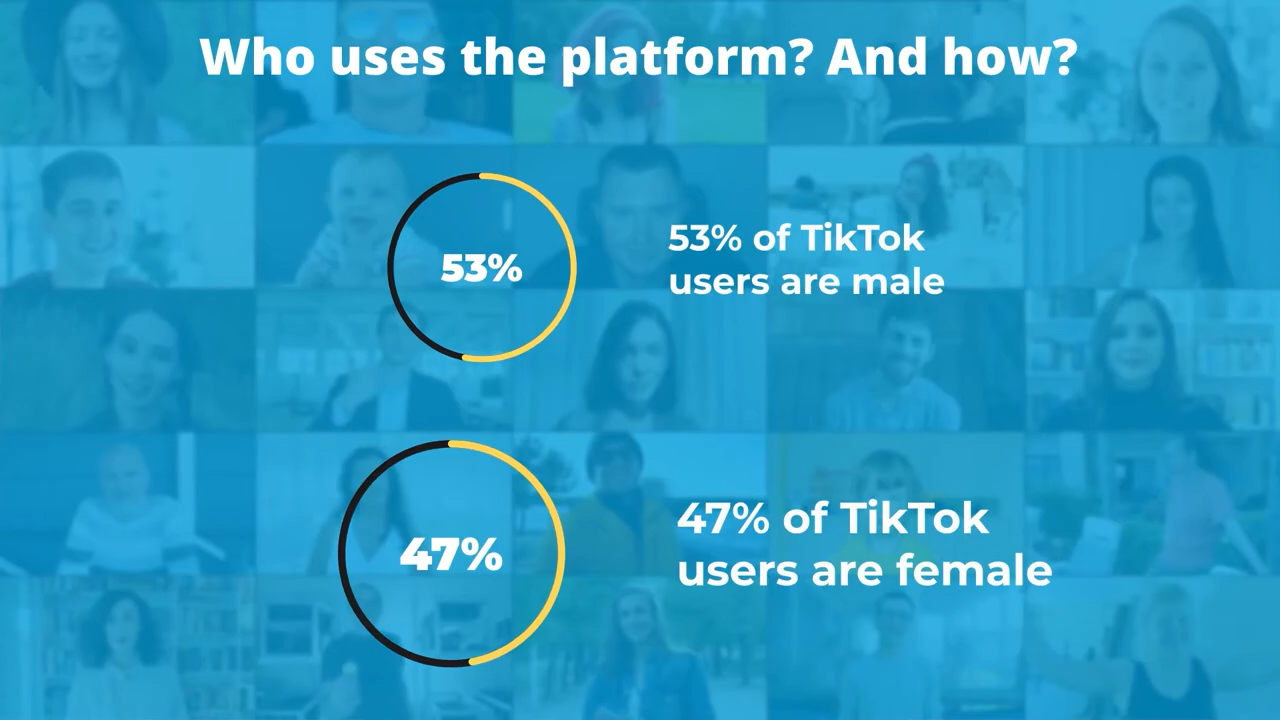 Who uses the platform? And how?
53%
53% of TikTok
users are male
47%
47% of TikTok
users are female